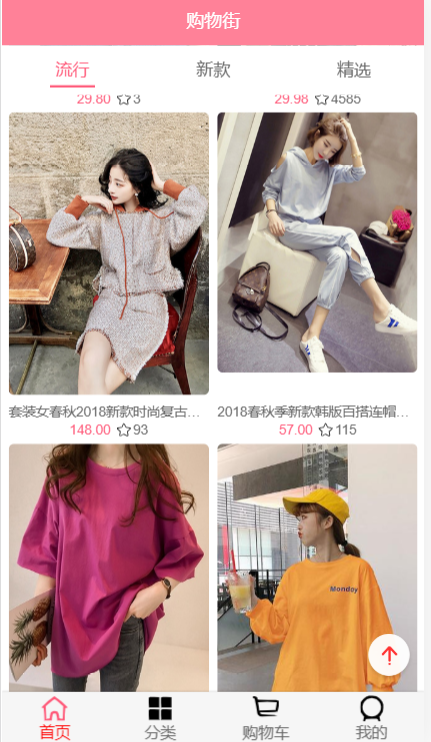 购物街
流行 新款 精选
29.80 3 29.98 4585
套装女春秋2018新款时尚复古… 2018春秋季新款韩版百搭连帽…
148.00 93 57.00 115
Monday
首页 分类 购物车 我的